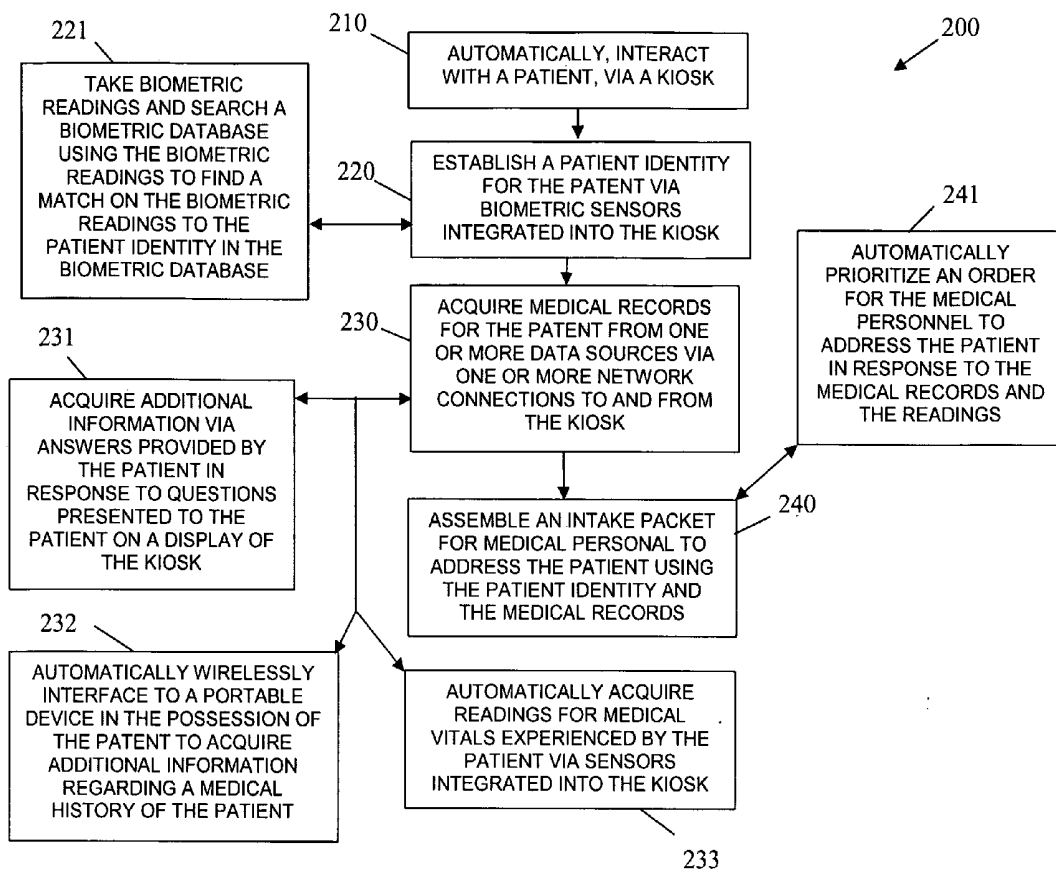 200
210
AUTOMATICALLY, INTERACT
WITH A PATIENT, VIA A KIOSK
221
TAKE BIOMETRIC
READINGS AND SEARCH A
BIOMETRIC DATABASE
USING THE BIOMETRIC
READINGS TO FIND A
MATCH ON THE BIOMETRIC
READINGS TO THE
PATIENT IDENTITY IN THE
BIOMETRIC DATABASE
220
ESTABLISH A PATIENT IDENTITY
FOR THE PATENT VIA
BIOMETRIC SENSORS
INTEGRATED INTO THE KIOSK
241
AUTOMATICALLY
PRIORITIZE AN ORDER
FOR THE MEDICAL
PERSONNEL TO
ADDRESS THE PATIENT
IN RESPONSE TO THE
MEDICAL RECORDS AND
THE READINGS
230
ACQUIRE MEDICAL RECORDS
FOR THE PATENT FROM ONE
OR MORE DATA SOURCES VIA
ONE OR MORE NETWORK
CONNECTIONS TO AND FROM
THE KIOSK
231
ACQUIRE ADDITIONAL
INFORMATION VIA
ANSWERS PROVIDED BY
THE PATIENT IN
RESPONSE TO QUESTIONS
PRESENTED TO THE
PATIENT ON A DISPLAY OF
THE KIOSK
240
ASSEMBLE AN INTAKE PACKET
FOR MEDICAL PERSONAL TO
ADDRESS THE PATIENT USING
THE PATIENT IDENTITY AND
THE MEDICAL RECORDS
232
AUTOMATICALLY WIRELESSLY
INTERFACE TO A PORTABLE
DEVICE IN THE POSSESSION OF
THE PATENT TO ACQUIRE
ADDITIONAL INFORMATION
REGARDING A MEDICAL
HISTORY OF THE PATIENT
AUTOMATICALLY ACQUIRE
READINGS FOR MEDICAL
VITALS EXPERIENCED BY THE
PATIENT VIA SENSORS
INTEGRATED INTO THE KIOSK
233